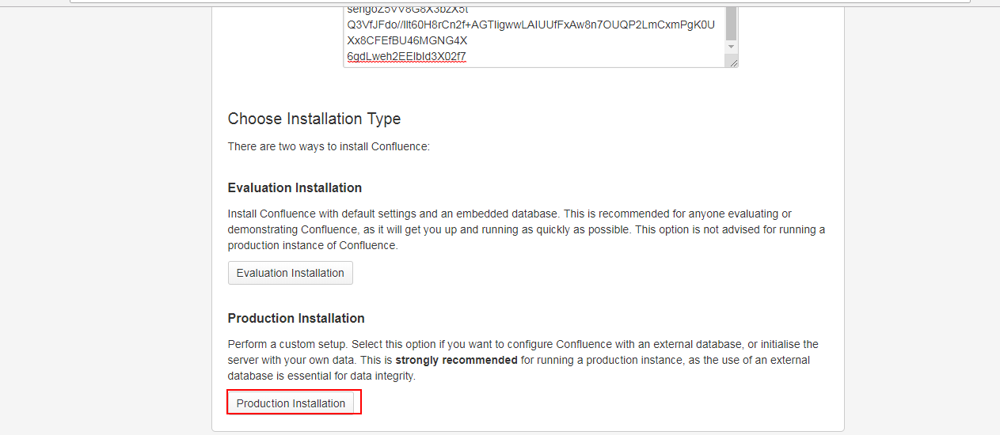 Q3VfJFdo//IIt60H8rCn2f+AGTIigwwLAIUUfFxAw8n7OUQP2LmCxmPgK0U
Xx8CFEfBU46MGNG4X
6gdLweh2EEIbId3X02f7
Choose Installation Type
There are two ways to install Confluence:
Evaluation Installation
Install Confluence with default settings and an embedded database. This is recommended for anyone evaluating or
demonstrating Confluence, as it will get you up and running as quickly as possible. This option is not advised for running a
production instance of Confluence.
Evaluation Installation
Production Installation
Perform a custom setup. Select this option if you want to configure Confluence with an external database, or initialise the
server with your own data. This is strongly recommended for running a production instance, as the use of an external
database is essential for data integrity.
Production Installation